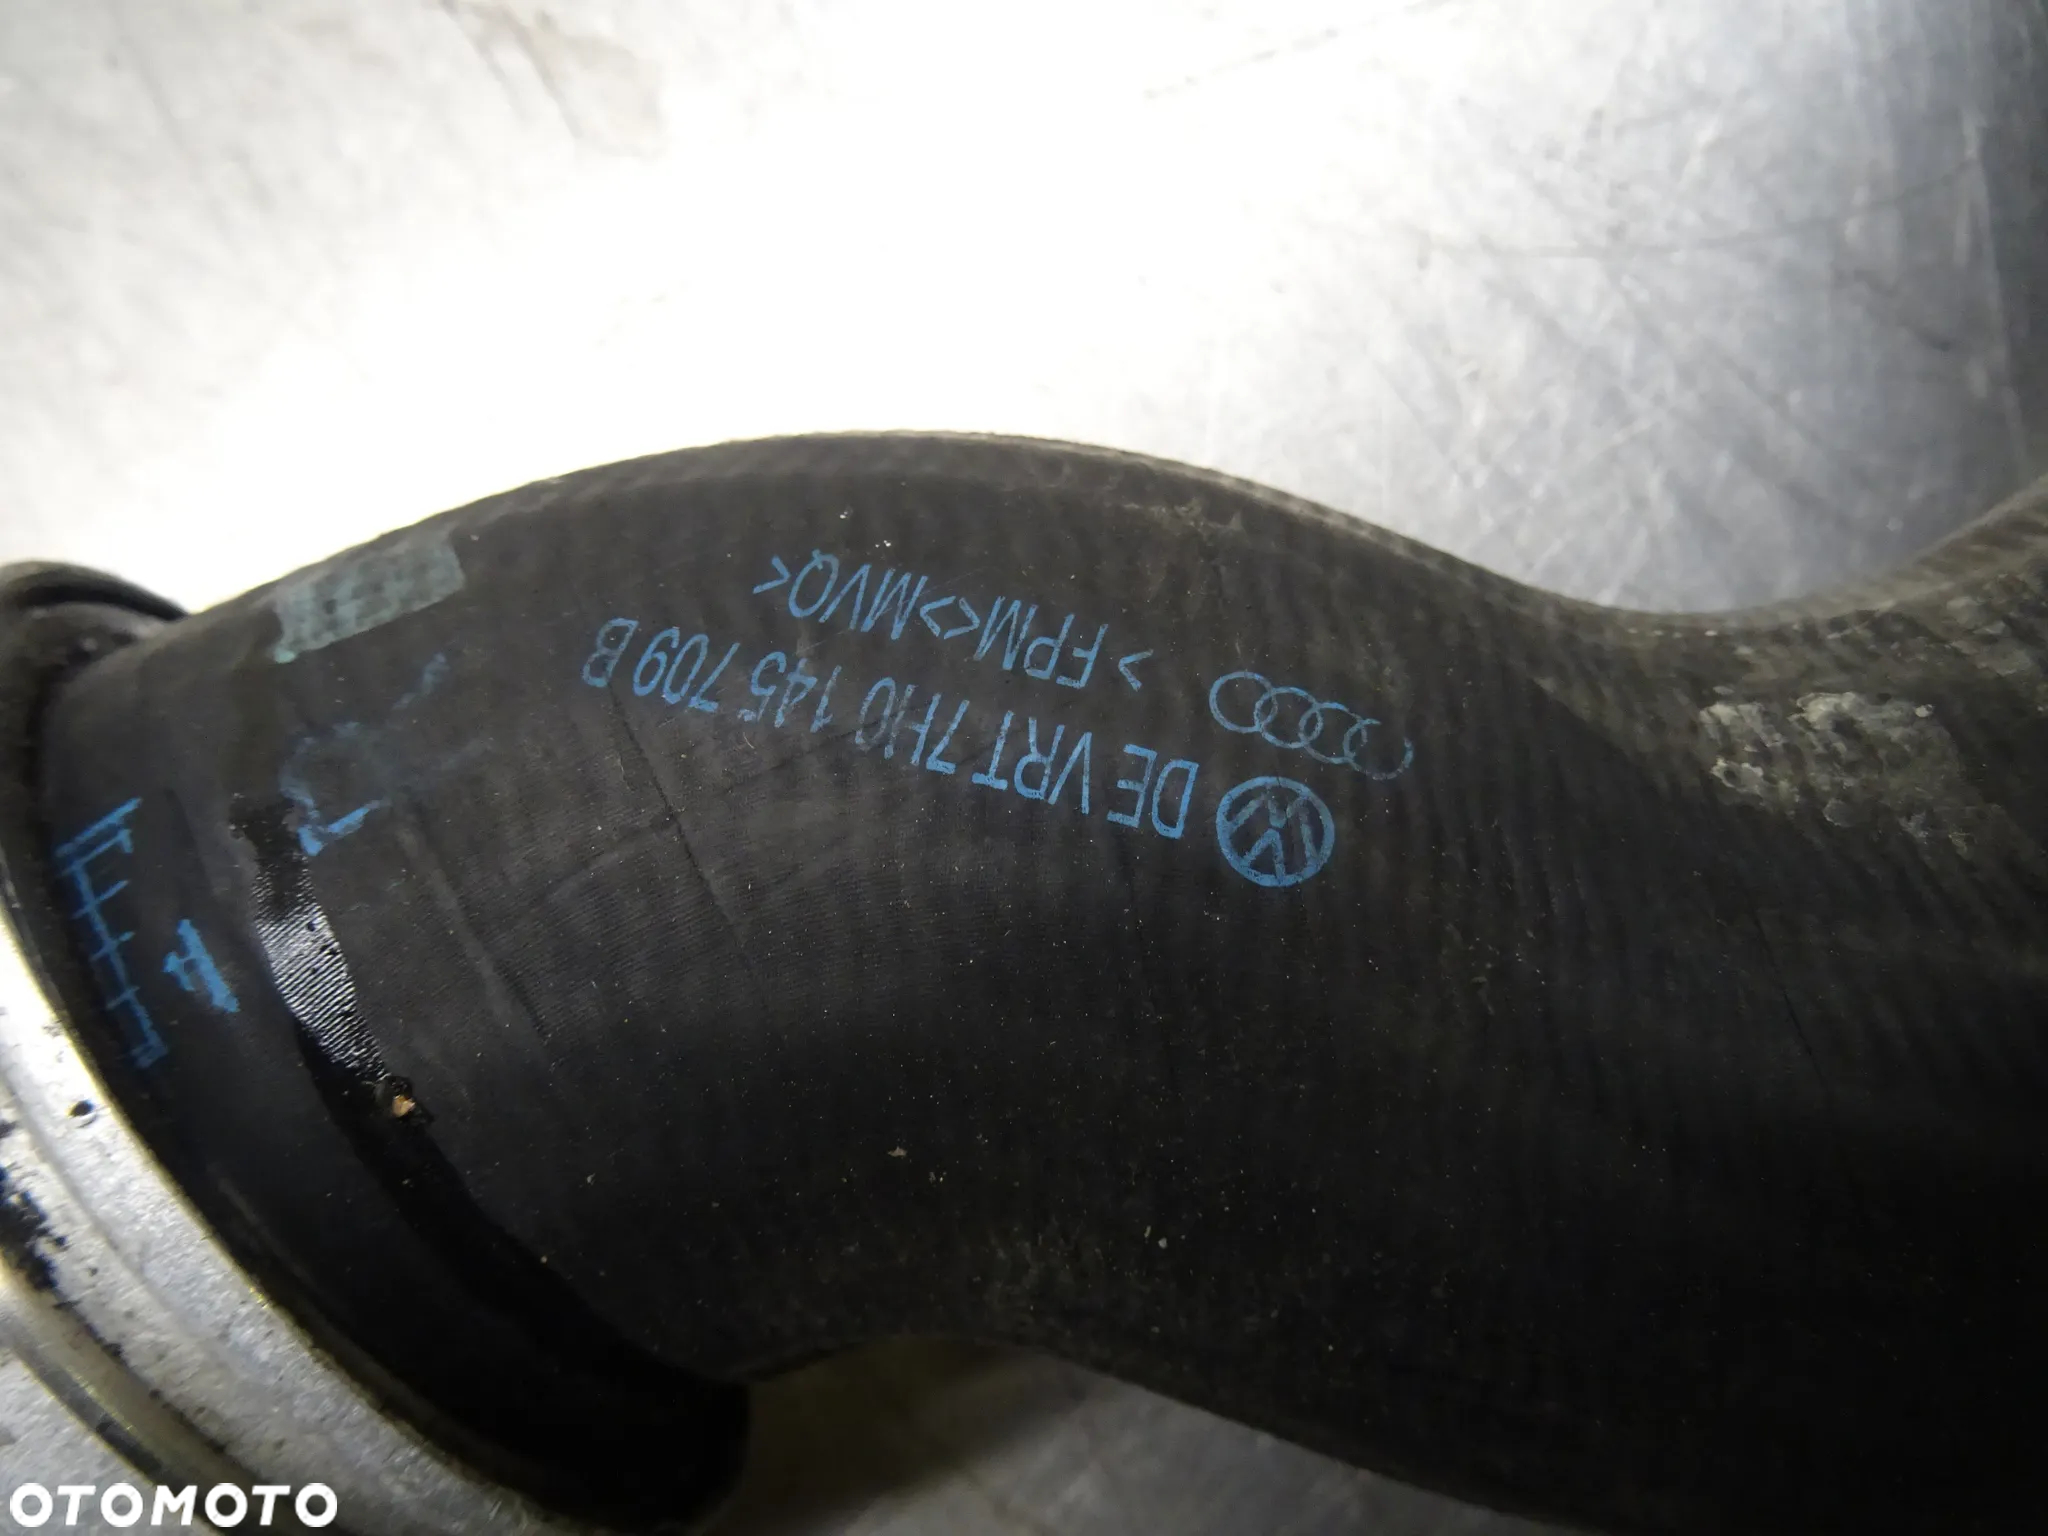 DE VRT 7H0 145 709 B
>FPM<>MVQ<
A
OTOMOTO